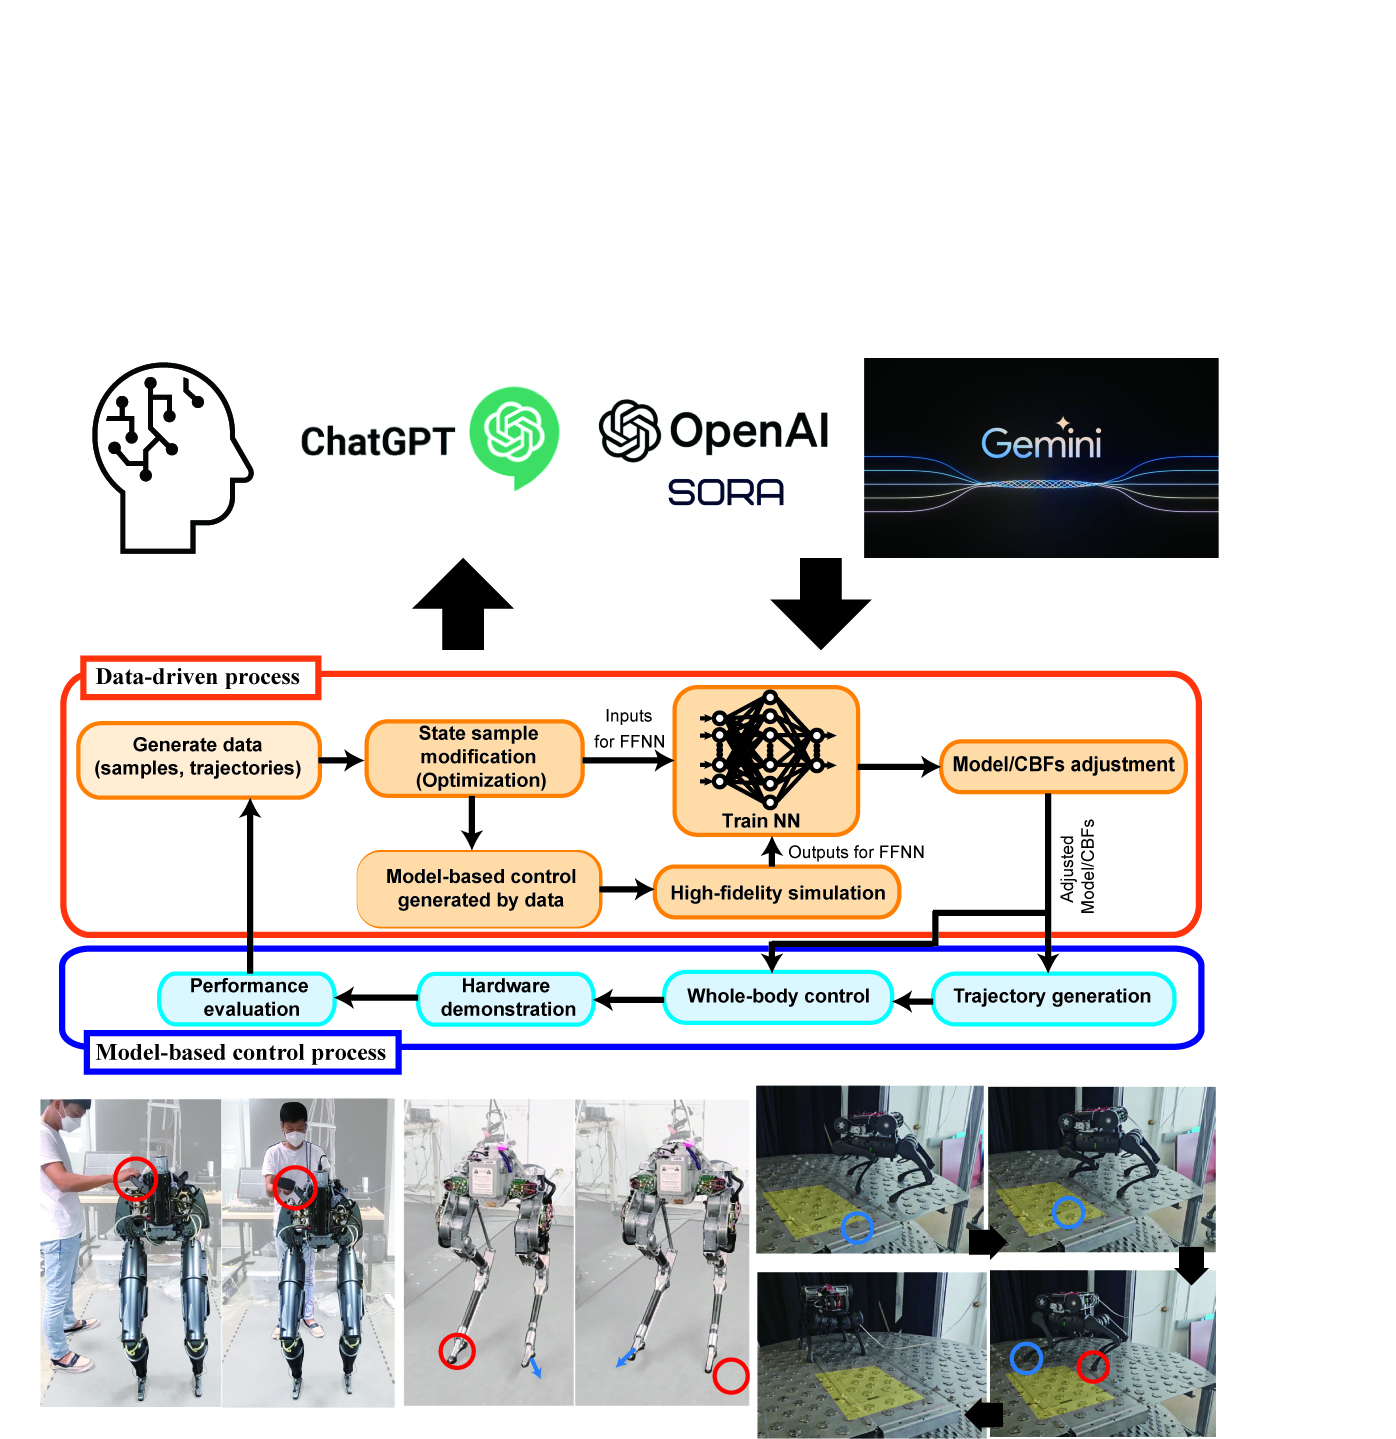 ChatGPT
OpenAI
SORA
Gemini
Data-driven process
Generate data
(samples, trajectories)
State sample
modification
(Optimization)
Inputs
for FFNN
Train NN
Model/CBFs adjustment
Model-based control
generated by data
High-fidelity simulation
Outputs for FFNN
Adjusted
Model/CBFs
Performance
evaluation
Hardware
demonstration
Whole-body control
Trajectory generation
Model-based control process